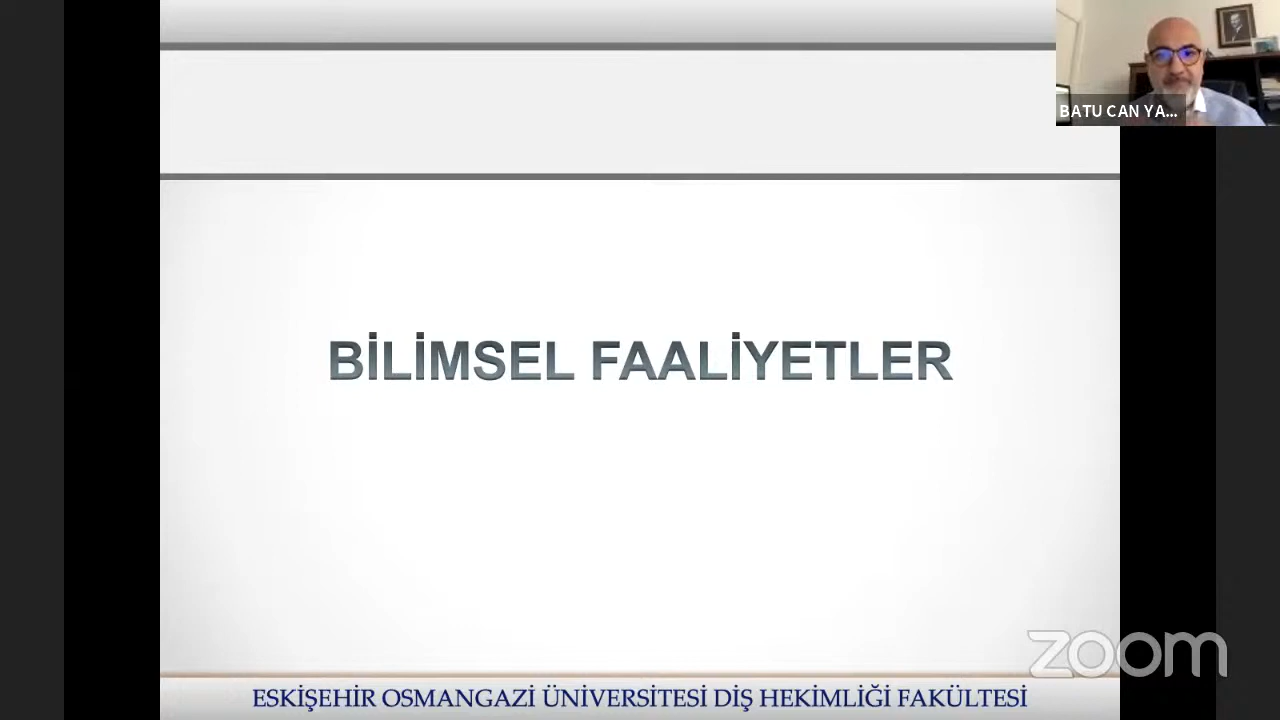 BATU CAN YA...
BİLİMSEL FAALİYETLER
zoom
ESKİŞEHİR OSMANGAZİ ÜNİVERSİTESİ DİŞ HEKİMLİĞİ FAKÜLTESİ